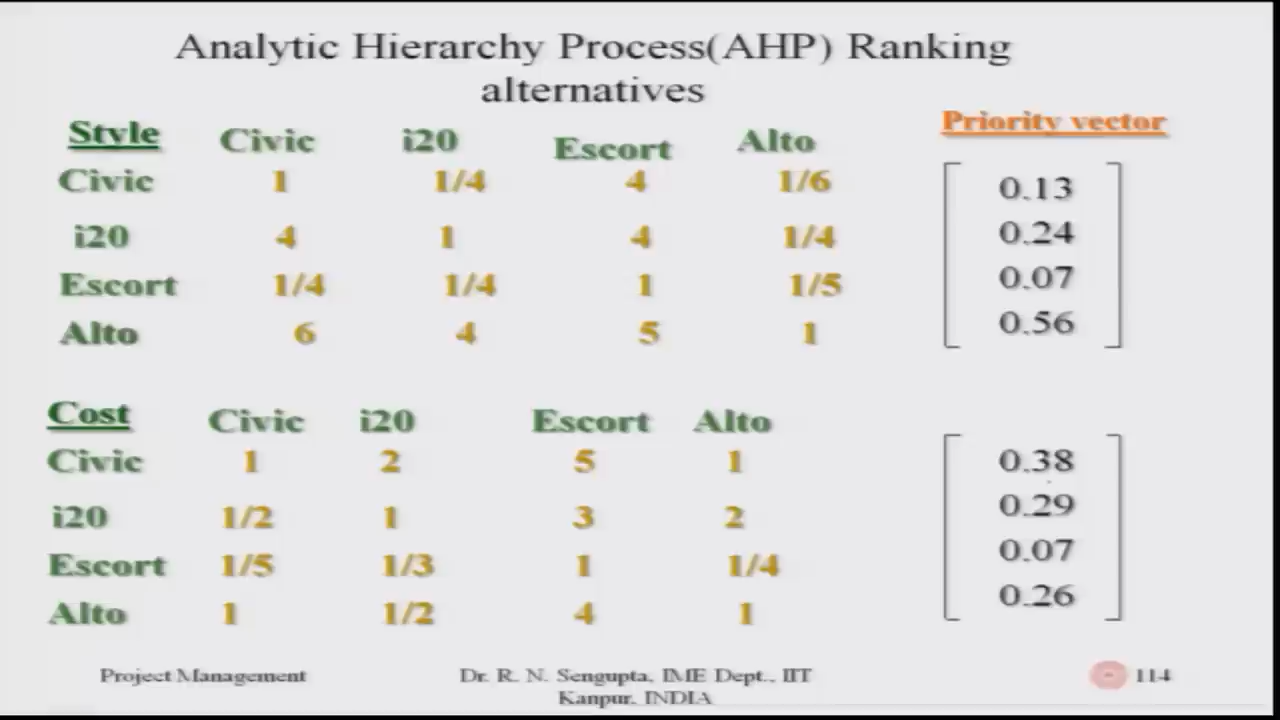 Analytic Hierarchy Process(AHP) Ranking
alternatives
Priority vector
Style Civic i20 Escort Alto
Civic 1 1/4 4 1/6 0.13
i20 4 1 4 1/4 0.24
Escort 1/4 1/4 1 1/5 0.07
Alto 6 4 5 1 0.56
Cost Civic i20 Escort Alto
Civic 1 2 5 1 0.38
i20 1/2 1 3 2 0.29
Escort 1/5 1/3 1 1/4 0.07
Alto 1 1/2 4 1 0.26
Project Management
Dr. R. N. Sengupta, IME Dept., IIT
Kanpur, INDIA
114